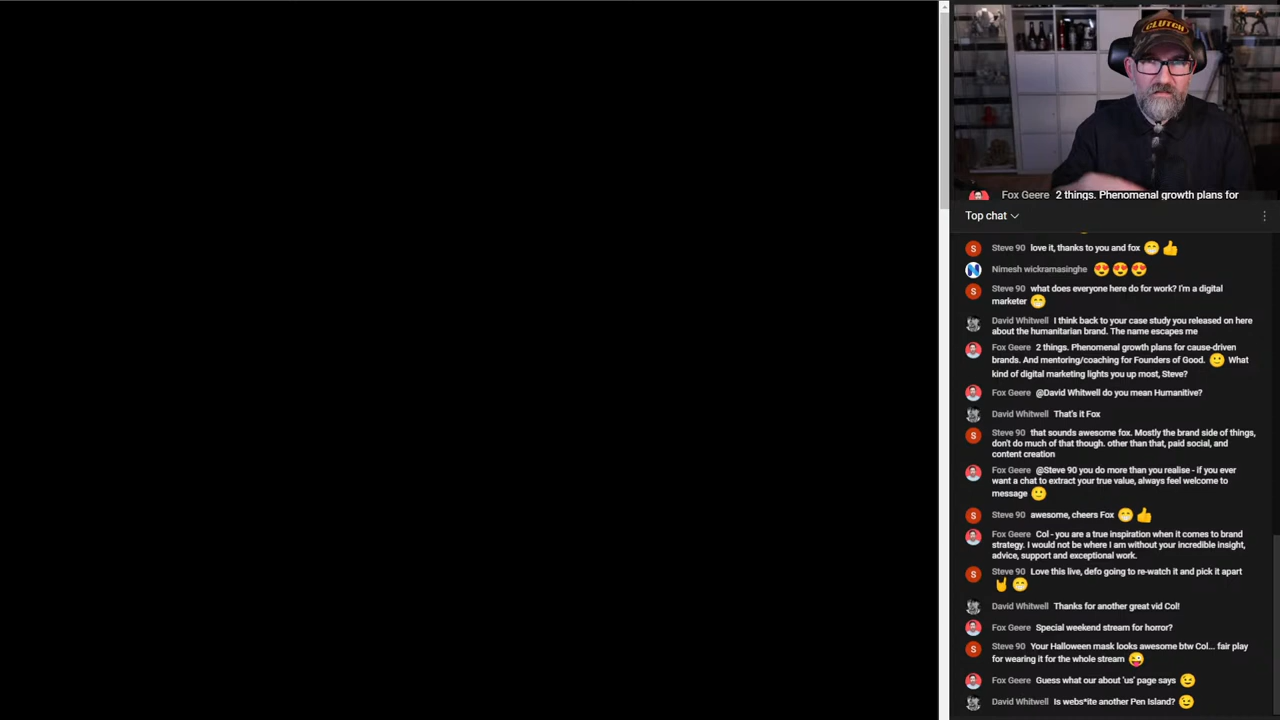 CLUTCH
Fox Geere 2 things. Phenomenal growth plans for
Top chat
Steve 90 love it, thanks to you and fox
Nimesh wickramasinghe
Steve 90 what does everyone here do for work? I'm a digital
marketer
David Whitwell I think back to your case study you released on here
about the humanitarian brand. The name escapes me
Fox Geere 2 things. Phenomenal growth plans for cause-driven
brands. And mentoring/coaching for Founders of Good. What
kind of digital marketing lights you up most, Steve?
Fox Geere @David Whitwell do you mean Humanitive?
David Whitwell That's it Fox
Steve 90 that sounds awesome fox. Mostly the brand side of things,
don't do much of that though. other than that, paid social, and
content creation
Fox Geere @Steve 90 you do more than you realise - if you ever
want a chat to extract your true value, always feel welcome to
message
Steve 90 awesome, cheers Fox
Fox Geere Col - you are a true inspiration when it comes to brand
strategy. I would not be where I am without your incredible insight,
advice, support and exceptional work.
Steve 90 Love this live, defo going to re-watch it and pick it apart
David Whitwell Thanks for another great vid Col!
Fox Geere Special weekend stream for horror?
Steve 90 Your Halloween mask looks awesome btw Col... fair play
for wearing it for the whole stream
Fox Geere Guess what our about 'us' page says
David Whitwell Is webs*ite another Pen Island?